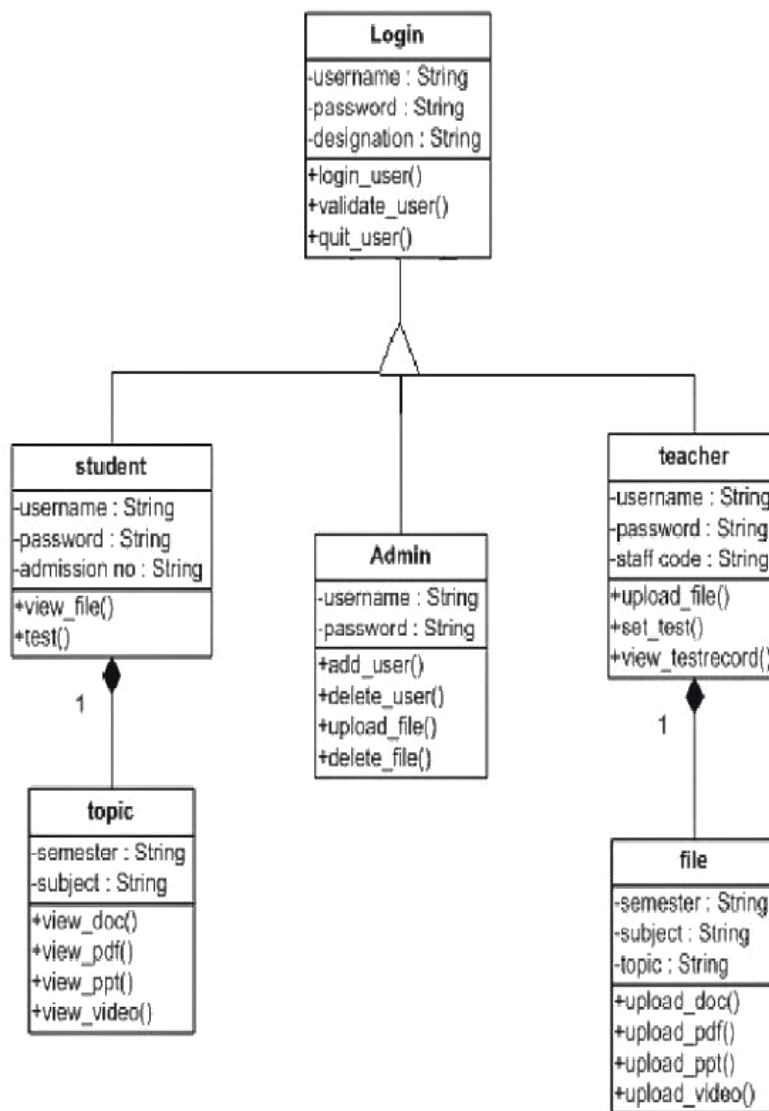 Login
-username : String
-password : String
-designation : String
+login_user()
+validate_user()
+quit_user()
student
-username : String
-password : String
-admission no : String
+view_file()
+test()
1
topic
-semester : String
-subject : String
+view_doc()
+view_pdf()
+view_ppt()
+view_video()
Admin
-username : String
-password : String
+add_user()
+delete_user()
+upload_file()
+delete_file()
teacher
-username : String
-password : String
-staff code : String
+upload_file()
+set_test()
+view_testrecord()
1
file
-semester : String
-subject : String
-topic : String
+upload_doc()
+upload_pdf()
+upload_ppt()
+upload_video()